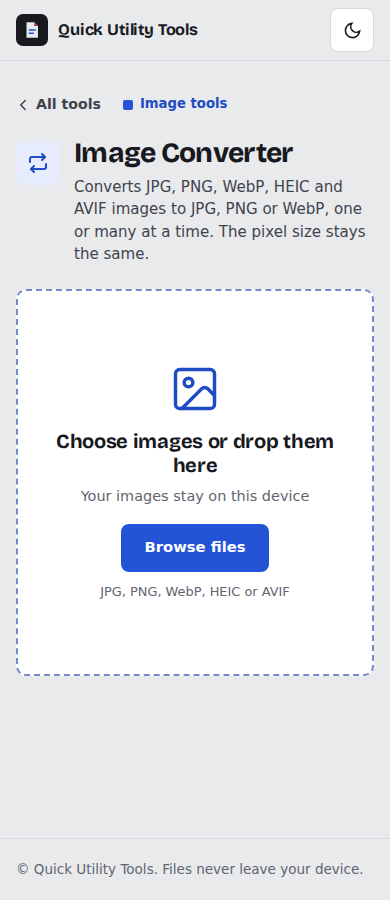 Quick Utility Tools
All tools
Image tools
Image Converter
Converts JPG, PNG, WebP, HEIC and
AVIF images to JPG, PNG or WebP, one
or many at a time. The pixel size stays
the same.
Choose images or drop them
here
Your images stay on this device
Browse files
JPG, PNG, WebP, HEIC or AVIF
© Quick Utility Tools. Files never leave your device.